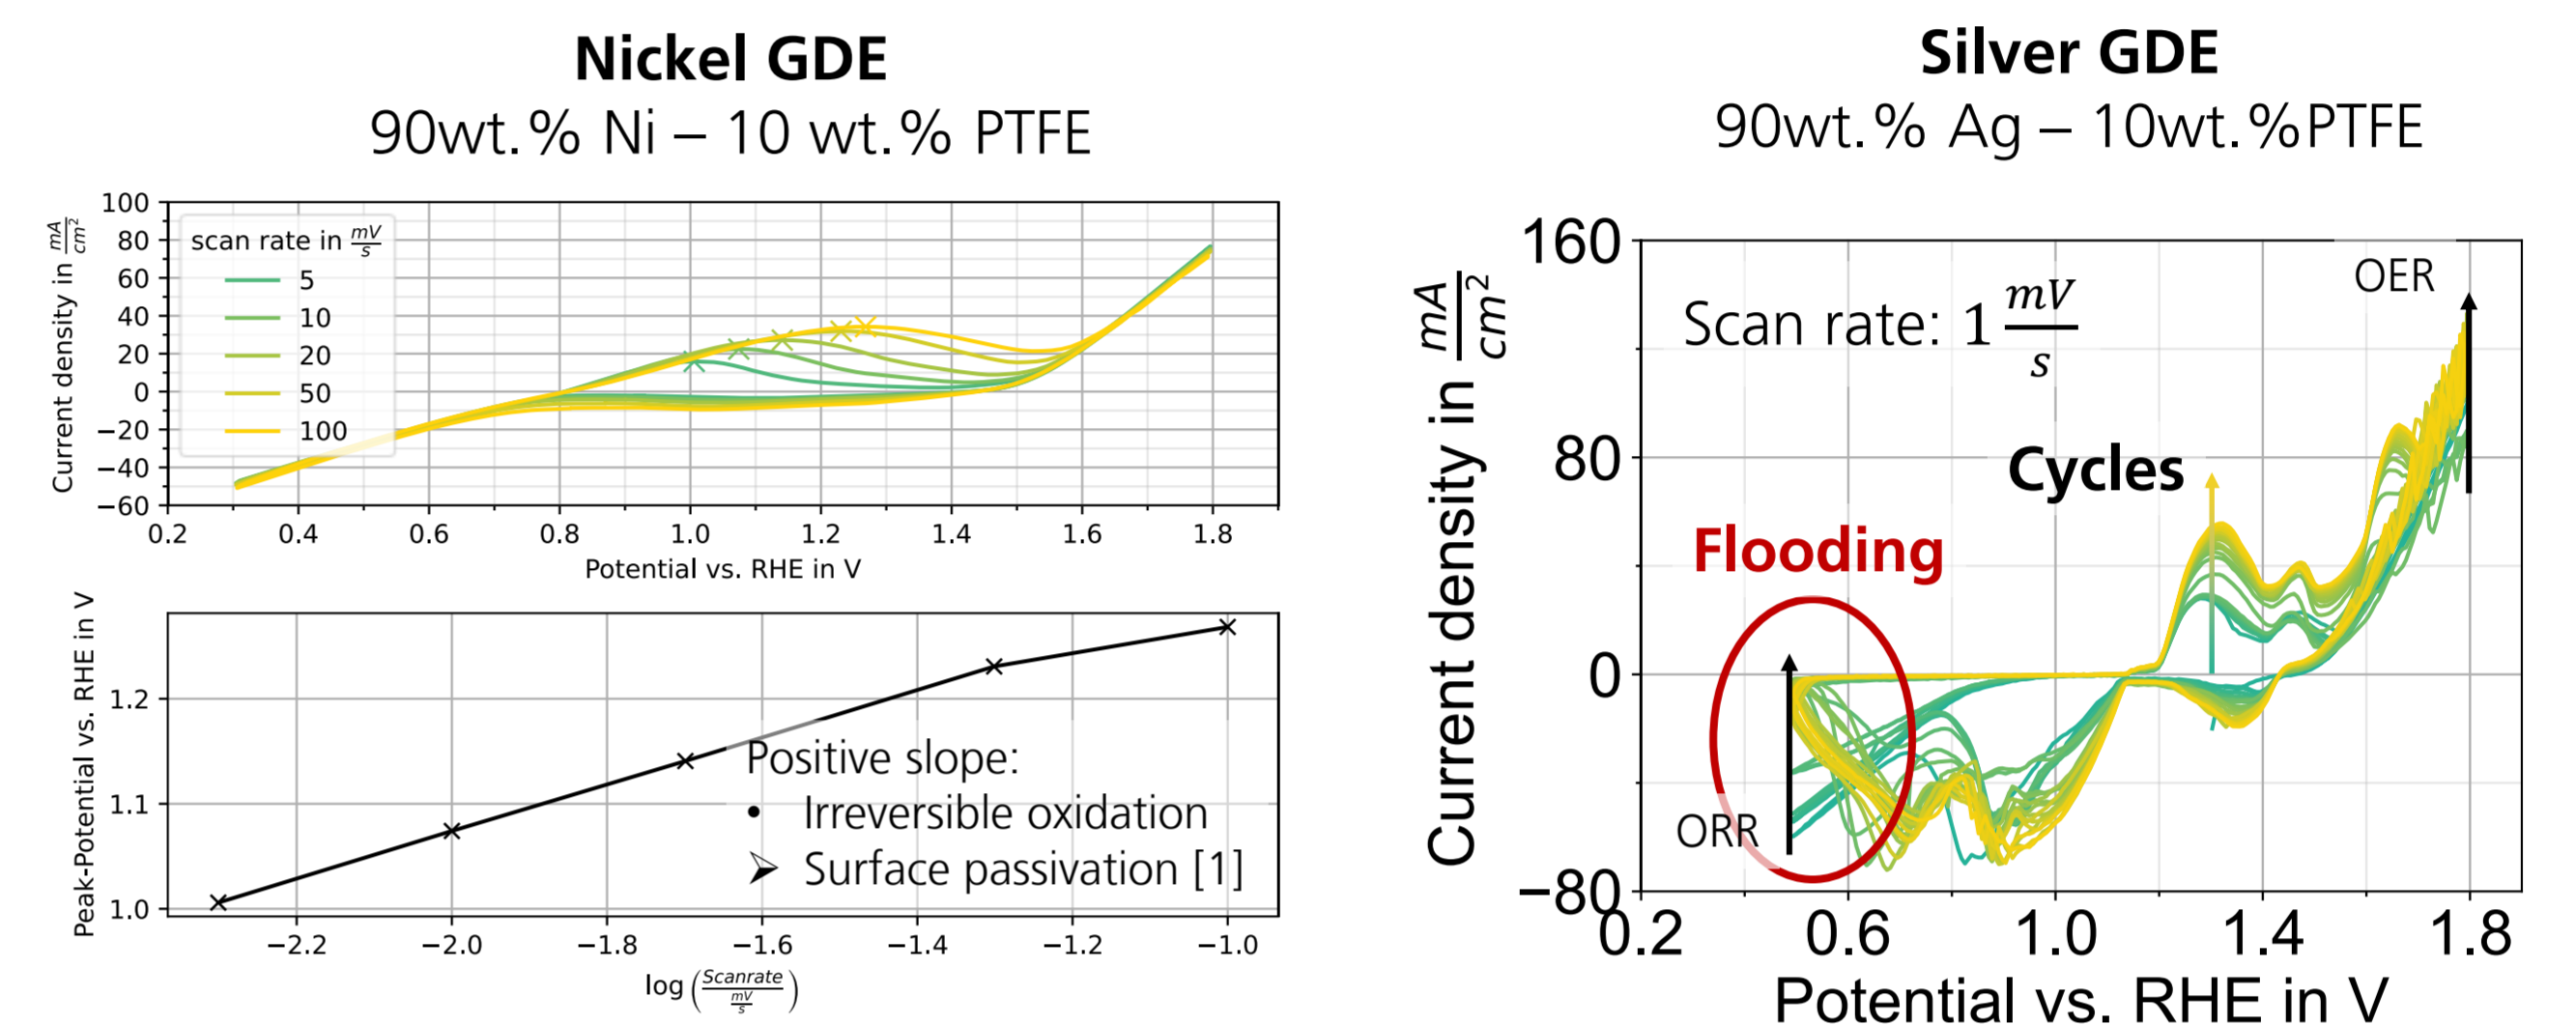 Nickel GDE
90wt.% Ni – 10 wt.% PTFE
Current density in mA/cm²
100
80
60
40
20
0
−20
−40
−60
scan rate in mV/s
5
10
20
50
100
0.2 0.4 0.6 0.8 1.0 1.2 1.4 1.6 1.8
Potential vs. RHE in V
Peak-Potential vs. RHE in V
1.2
1.1
1.0
Positive slope:
• Irreversible oxidation
➢ Surface passivation [1]
−2.2 −2.0 −1.8 −1.6 −1.4 −1.2 −1.0
log (Scanrate / mV/s)
Silver GDE
90wt.% Ag – 10wt.%PTFE
Current density in mA/cm²
160
80
0
−80
Scan rate: 1 mV/s
OER
Cycles
Flooding
ORR
0.2 0.6 1.0 1.4 1.8
Potential vs. RHE in V